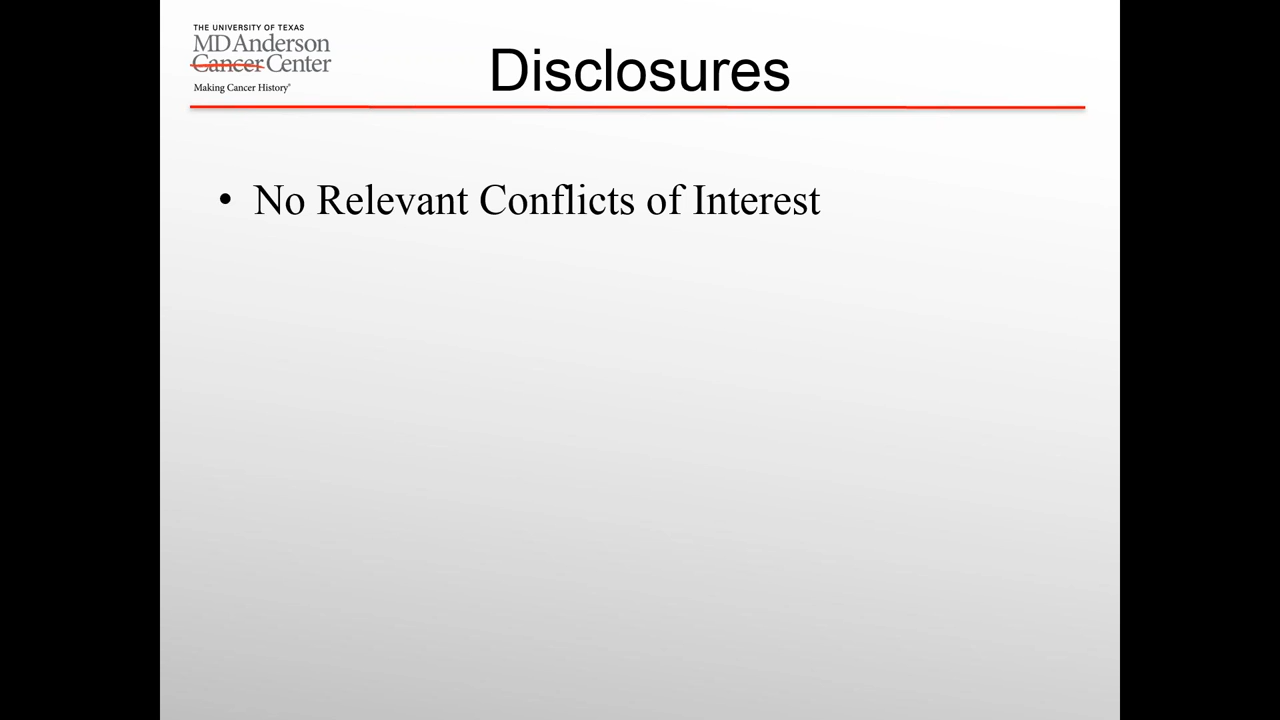 THE UNIVERSITY OF TEXAS
MD Anderson
Cancer Center
Making Cancer History®
Disclosures
• No Relevant Conflicts of Interest